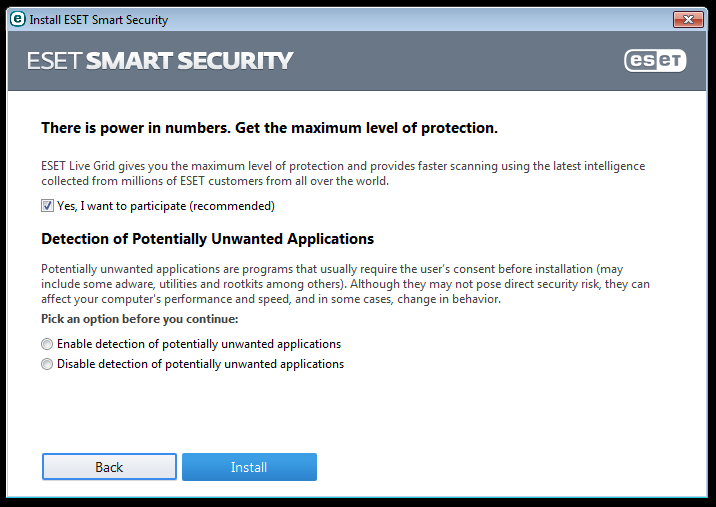 Install ESET Smart Security
ESET SMART SECURITY
eseT
There is power in numbers. Get the maximum level of protection.
ESET Live Grid gives you the maximum level of protection and provides faster scanning using the latest intelligence
collected from millions of ESET customers from all over the world.
Yes, I want to participate (recommended)
Detection of Potentially Unwanted Applications
Potentially unwanted applications are programs that usually require the user's consent before installation (may
include some adware, utilities and rootkits among others). Although they may not pose direct security risk, they can
affect your computer's performance and speed, and in some cases, change in behavior.
Pick an option before you continue:
Enable detection of potentially unwanted applications
Disable detection of potentially unwanted applications
Back
Install